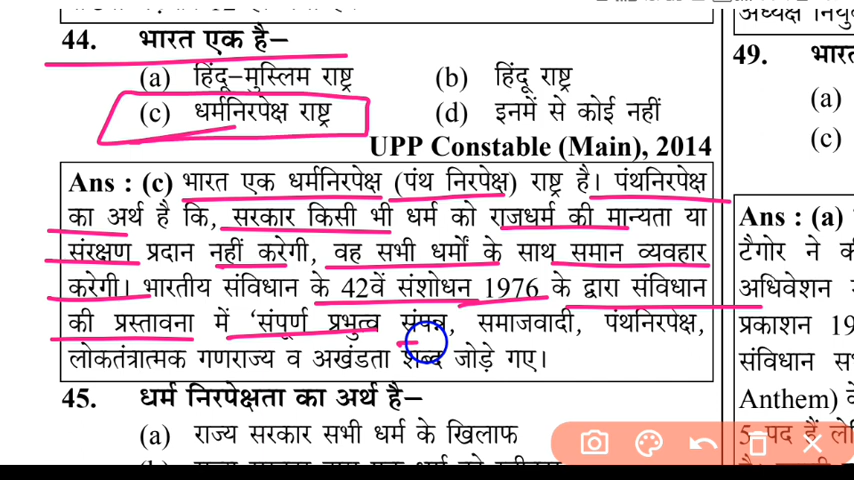 44. भारत एक है–
(a) हिंदू–मुस्लिम राष्ट्र (b) हिंदू राष्ट्र
(c) धर्मनिरपेक्ष राष्ट्र (d) इनमें से कोई नहीं
UPP Constable (Main), 2014
Ans : (c) भारत एक धर्मनिरपेक्ष (पंथ निरपेक्ष) राष्ट्र है। पंथनिरपेक्ष
का अर्थ है कि, सरकार किसी भी धर्म को राजधर्म की मान्यता या
संरक्षण प्रदान नहीं करेगी, वह सभी धर्मों के साथ समान व्यवहार
करेगी। भारतीय संविधान के 42वें संशोधन 1976 के द्वारा संविधान
की प्रस्तावना में 'संपूर्ण प्रभुत्व संपन्न, समाजवादी, पंथनिरपेक्ष,
लोकतंत्रात्मक गणराज्य व अखंडता शब्द जोड़े गए।
45. धर्म निरपेक्षता का अर्थ है–
(a) राज्य सरकार सभी धर्म के खिलाफ
अध्यक्ष
49. भारत
(a)
(c)
Ans : (a)
टैगोर ने
अधिवेशन
प्रकाशन 19
संविधान
Anthem)
5 पद हैं